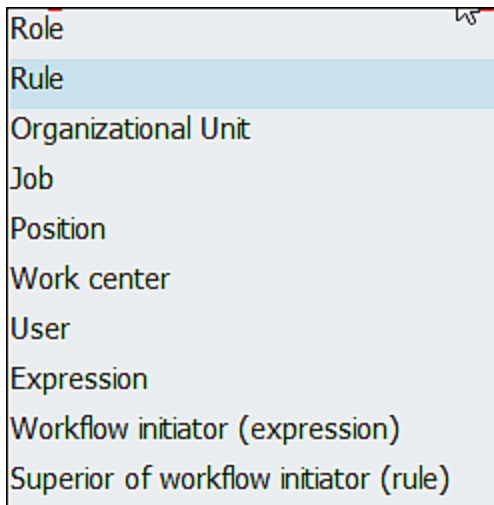 Role
Rule
Organizational Unit
Job
Position
Work center
User
Expression
Workflow initiator (expression)
Superior of workflow initiator (rule)